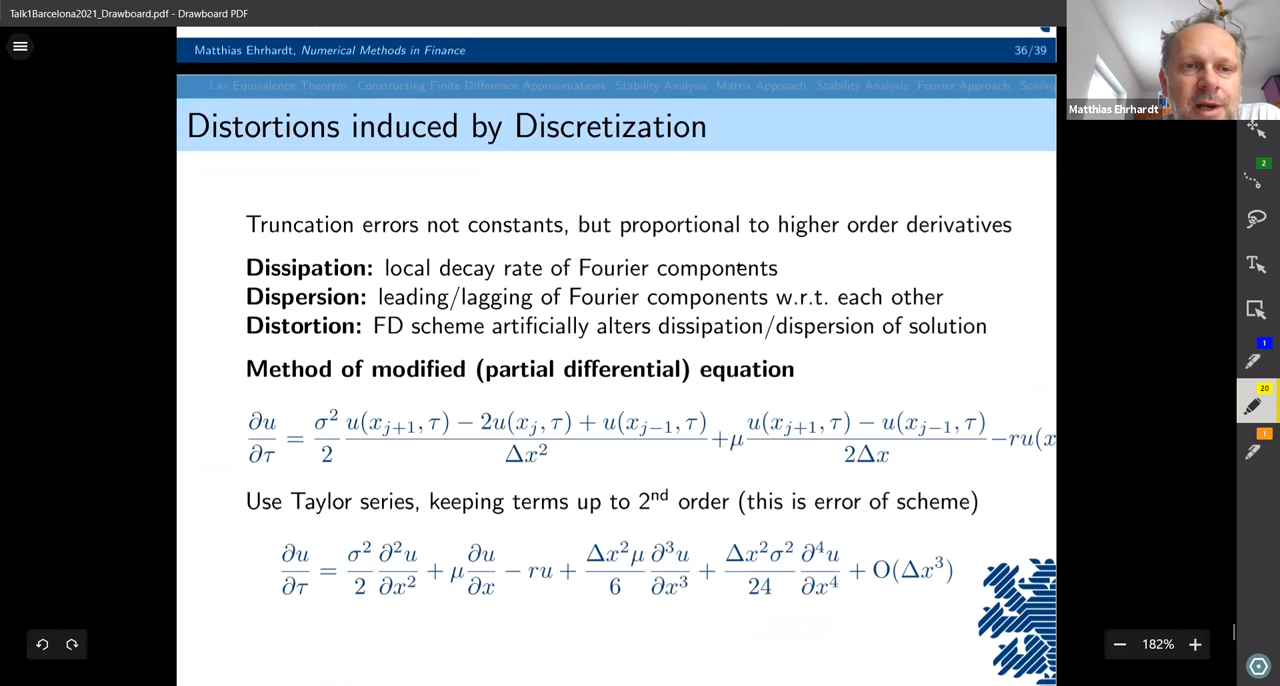 Talk1Barcelona2021_Drawboard.pdf - Drawboard PDF
Matthias Ehrhardt, Numerical Methods in Finance 36/39
Lax Equivalence Theorem Constructing Finite Difference Approximations Stability Analysis: Matrix Approach Stability Analysis: Fourier Approach Solvin
Matthias Ehrhardt
Distortions induced by Discretization
2
Truncation errors not constants, but proportional to higher order derivatives
Dissipation: local decay rate of Fourier components
Dispersion: leading/lagging of Fourier components w.r.t. each other
Distortion: FD scheme artificially alters dissipation/dispersion of solution
1
Method of modified (partial differential) equation
20
∂u/∂τ = σ²/2 (u(x_{j+1}, τ) − 2u(x_j, τ) + u(x_{j−1}, τ))/Δx² + μ (u(x_{j+1}, τ) − u(x_{j−1}, τ))/2Δx − ru(x
1
Use Taylor series, keeping terms up to 2nd order (this is error of scheme)
∂u/∂τ = σ²/2 ∂²u/∂x² + μ ∂u/∂x − ru + Δx²μ/6 ∂³u/∂x³ + Δx²σ²/24 ∂⁴u/∂x⁴ + O(Δx³)
182%